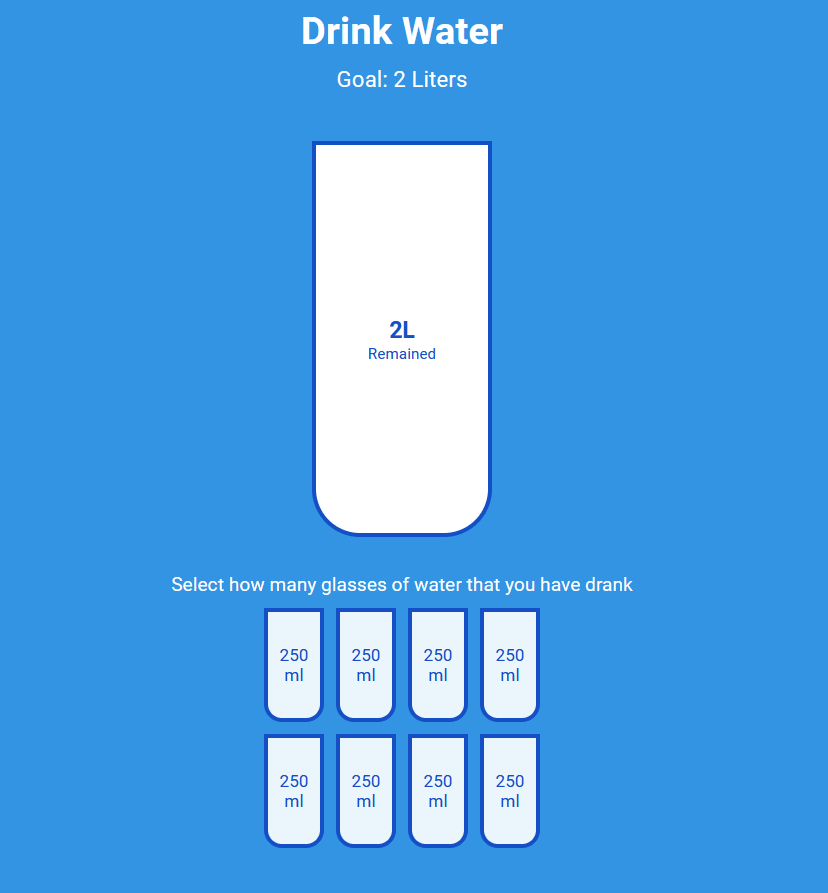 Drink Water
Goal: 2 Liters
2L
Remained
Select how many glasses of water that you have drank
250 250 250 250
ml ml ml ml
250 250 250 250
ml ml ml ml